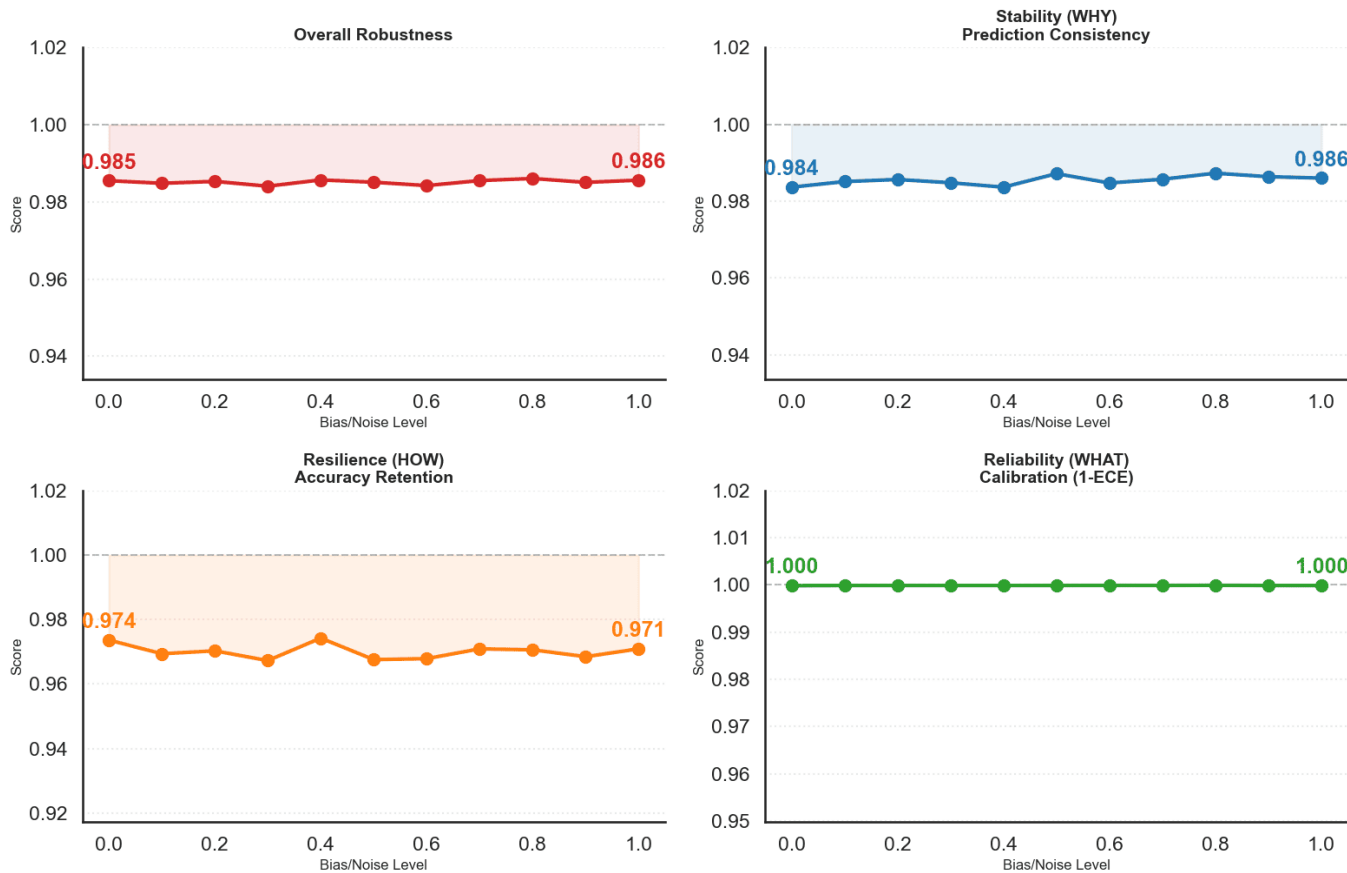 Overall Robustness
1.02
1.00
0.98
0.96
0.94
Score
0.985
0.986
0.0 0.2 0.4 0.6 0.8 1.0
Bias/Noise Level
Stability (WHY)
Prediction Consistency
1.02
1.00
0.98
0.96
0.94
Score
0.984
0.986
0.0 0.2 0.4 0.6 0.8 1.0
Bias/Noise Level
Resilience (HOW)
Accuracy Retention
1.02
1.00
0.98
0.96
0.94
0.92
Score
0.974
0.971
0.0 0.2 0.4 0.6 0.8 1.0
Bias/Noise Level
Reliability (WHAT)
Calibration (1-ECE)
1.02
1.01
1.00
0.99
0.98
0.97
0.96
0.95
Score
1.000
1.000
0.0 0.2 0.4 0.6 0.8 1.0
Bias/Noise Level